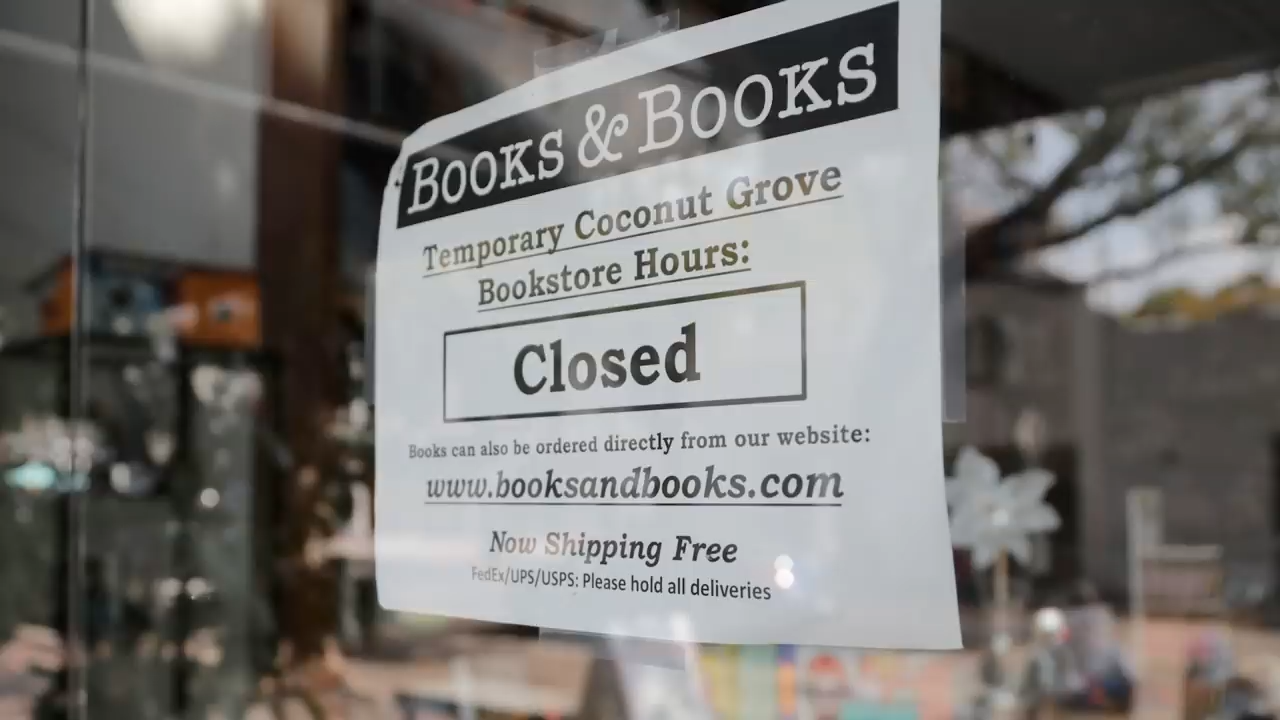 BOOKS & BOOKS
Temporary Coconut Grove
Bookstore Hours:
Closed
Books can also be ordered directly from our website:
www.booksandbooks.com
Now Shipping Free
FedEx/UPS/USPS: Please hold all deliveries